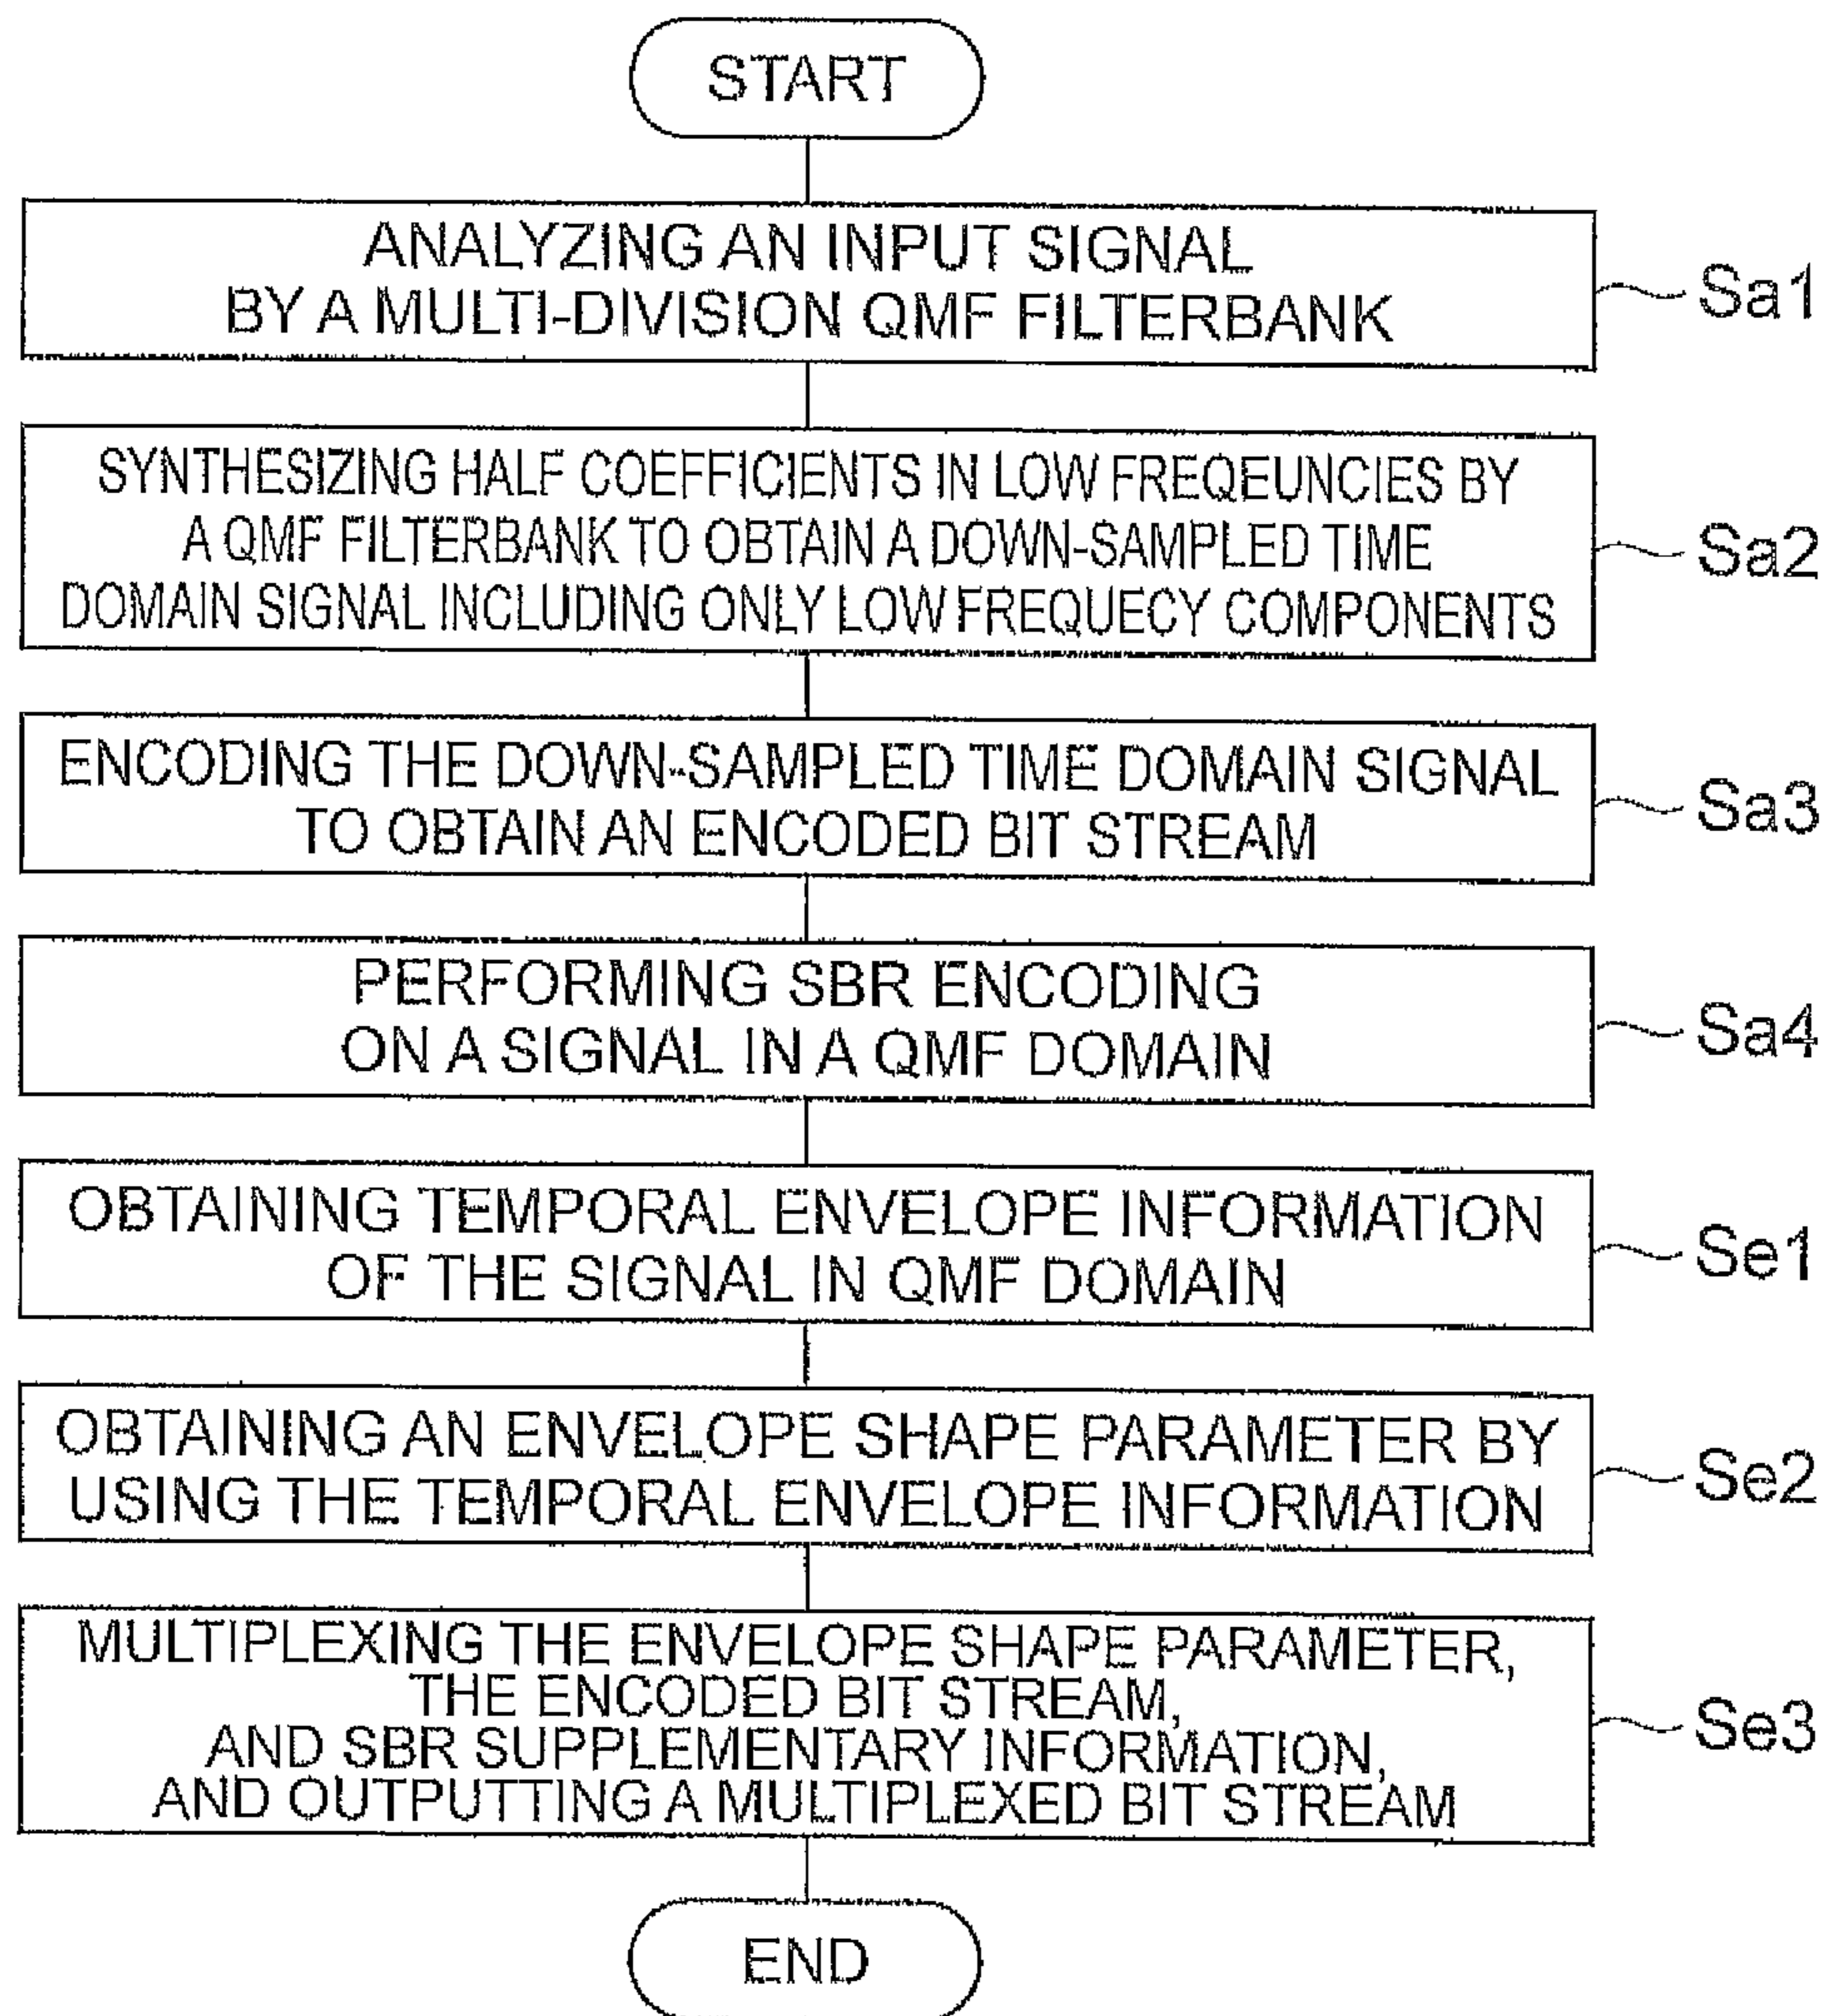 START
ANALYZING AN INPUT SIGNAL
BY A MULTI-DIVISION QMF FILTERBANK
Sa1
SYNTHESIZING HALF COEFFICIENTS IN LOW FREQEUNCIES BY
A QMF FILTERBANK TO OBTAIN A DOWN-SAMPLED TIME
DOMAIN SIGNAL INCLUDING ONLY LOW FREQUECY COMPONENTS
Sa2
ENCODING THE DOWN-SAMPLED TIME DOMAIN SIGNAL
TO OBTAIN AN ENCODED BIT STREAM
Sa3
PERFORMING SBR ENCODING
ON A SIGNAL IN A QMF DOMAIN
Sa4
OBTAINING TEMPORAL ENVELOPE INFORMATION
OF THE SIGNAL IN QMF DOMAIN
Se1
OBTAINING AN ENVELOPE SHAPE PARAMETER BY
USING THE TEMPORAL ENVELOPE INFORMATION
Se2
MULTIPLEXING THE ENVELOPE SHAPE PARAMETER,
THE ENCODED BIT STREAM,
AND SBR SUPPLEMENTARY INFORMATION,
AND OUTPUTTING A MULTIPLEXED BIT STREAM
Se3
END